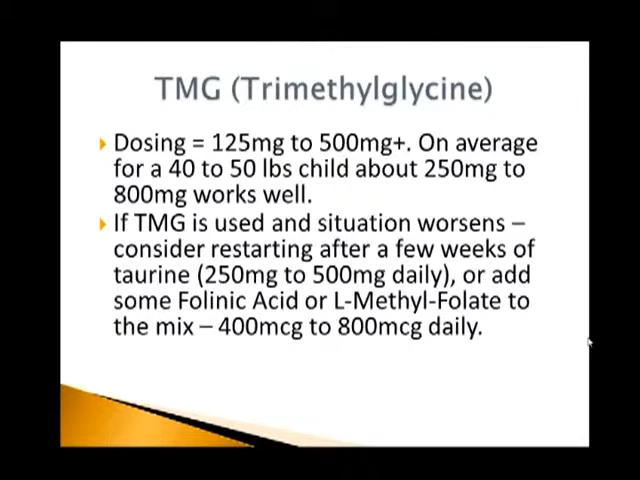 TMG (Trimethylglycine)
Dosing = 125mg to 500mg+. On average
for a 40 to 50 lbs child about 250mg to
800mg works well.
If TMG is used and situation worsens –
consider restarting after a few weeks of
taurine (250mg to 500mg daily), or add
some Folinic Acid or L-Methyl-Folate to
the mix – 400mcg to 800mcg daily.